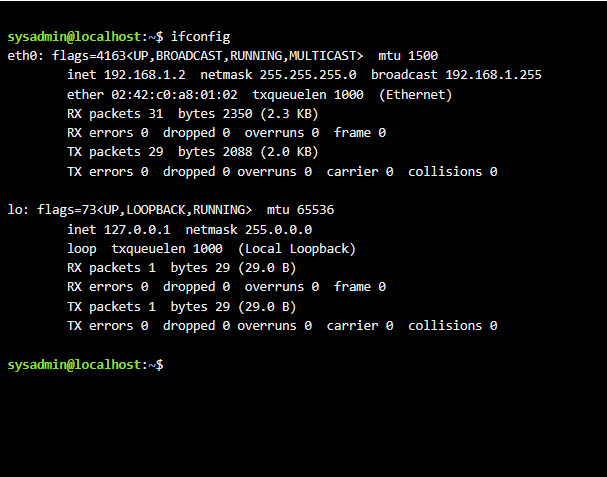 sysadmin@localhost:~$ ifconfig
eth0: flags=4163<UP,BROADCAST,RUNNING,MULTICAST>  mtu 1500
        inet 192.168.1.2  netmask 255.255.255.0  broadcast 192.168.1.255
        ether 02:42:c0:a8:01:02  txqueuelen 1000  (Ethernet)
        RX packets 31  bytes 2350 (2.3 KB)
        RX errors 0  dropped 0  overruns 0  frame 0
        TX packets 29  bytes 2088 (2.0 KB)
        TX errors 0  dropped 0 overruns 0  carrier 0  collisions 0
lo: flags=73<UP,LOOPBACK,RUNNING>  mtu 65536
        inet 127.0.0.1  netmask 255.0.0.0
        loop  txqueuelen 1000  (Local Loopback)
        RX packets 1  bytes 29 (29.0 B)
        RX errors 0  dropped 0  overruns 0  frame 0
        TX packets 1  bytes 29 (29.0 B)
        TX errors 0  dropped 0 overruns 0  carrier 0  collisions 0
sysadmin@localhost:~$